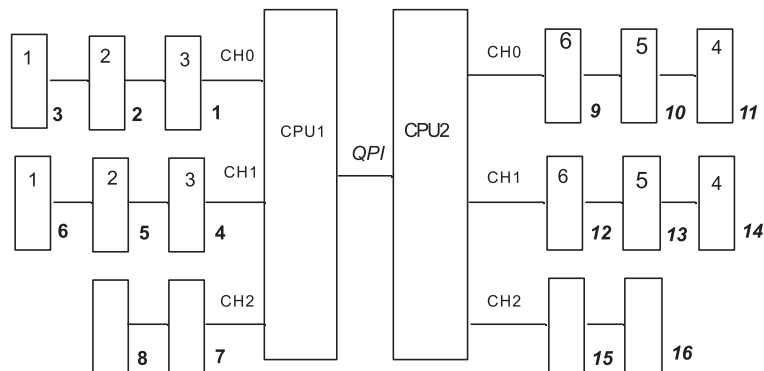 1 2 3 CH0 CH0 6 5 4
3 2 1 9 10 11
CPU1 QPI CPU2
1 2 3 CH1 CH1 6 5 4
6 5 4 12 13 14
CH2 CH2
8 7 15 16